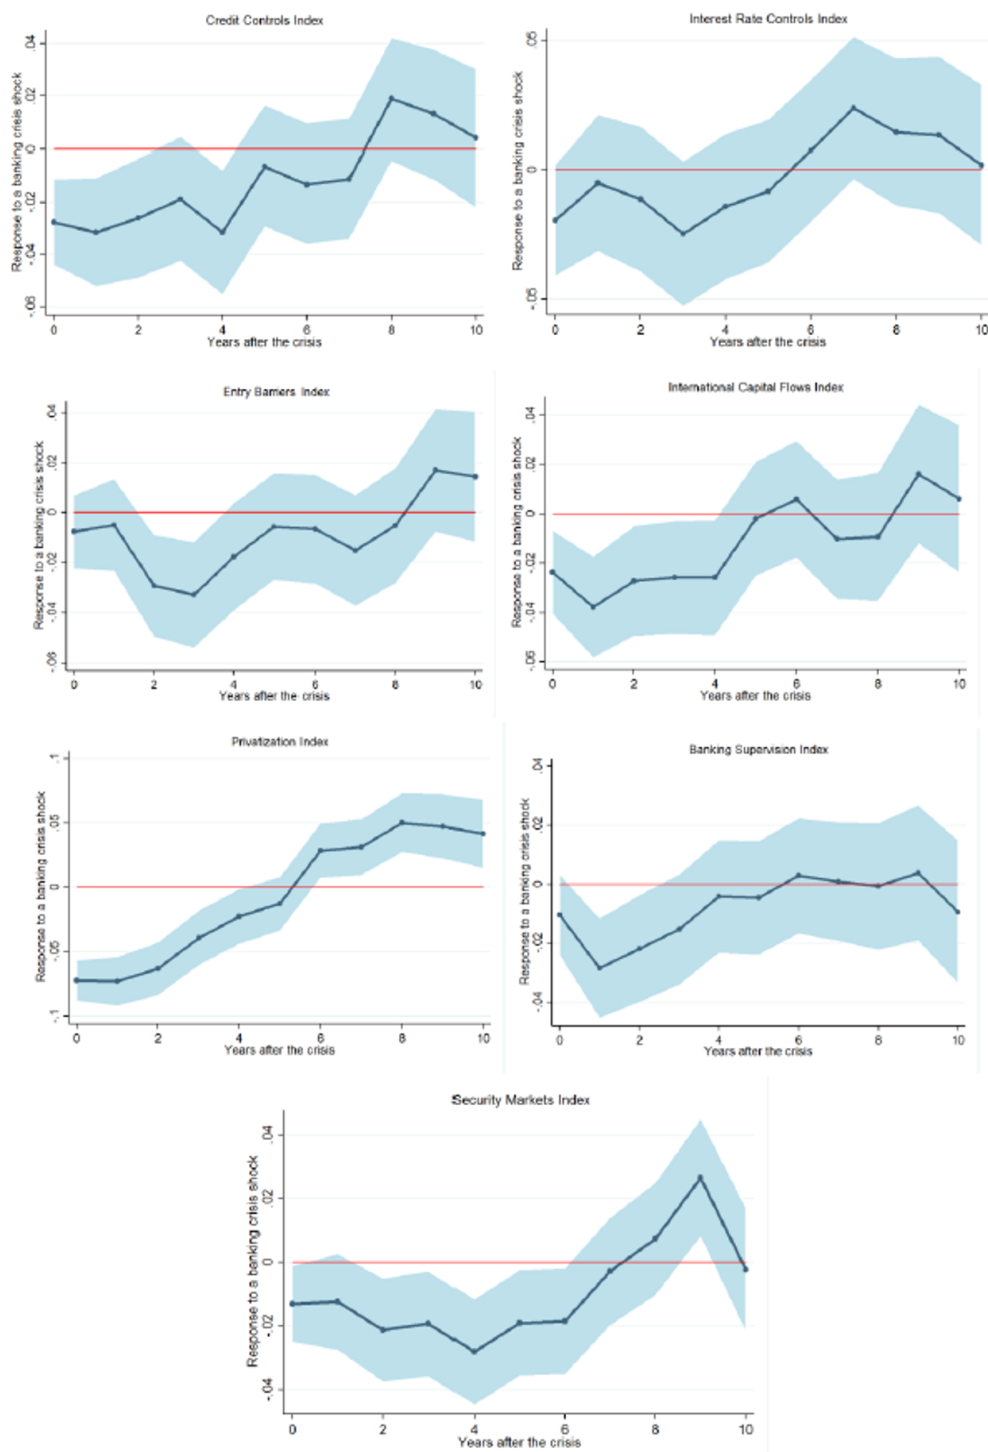 Credit Controls Index
Response to a banking crisis shock
.04
.02
0
-.02
-.04
-.06
0 2 4 6 8 10
Years after the crisis
Interest Rate Controls Index
Response to a banking crisis shock
.05
0
-.05
0 2 4 6 8 10
Years after the crisis
Entry Barriers Index
Response to a banking crisis shock
.04
.02
0
-.02
-.04
-.06
0 2 4 6 8 10
Years after the crisis
International Capital Flows Index
Response to a banking crisis shock
.04
.02
0
-.02
-.04
-.06
0 2 4 6 8 10
Years after the crisis
Privatization Index
Response to a banking crisis shock
.1
.05
0
-.05
-.1
0 2 4 6 8 10
Years after the crisis
Banking Supervision Index
Response to a banking crisis shock
.04
.02
0
-.02
-.04
0 2 4 6 8 10
Years after the crisis
Security Markets Index
Response to a banking crisis shock
.04
.02
0
-.02
-.04
0 2 4 6 8 10
Years after the crisis